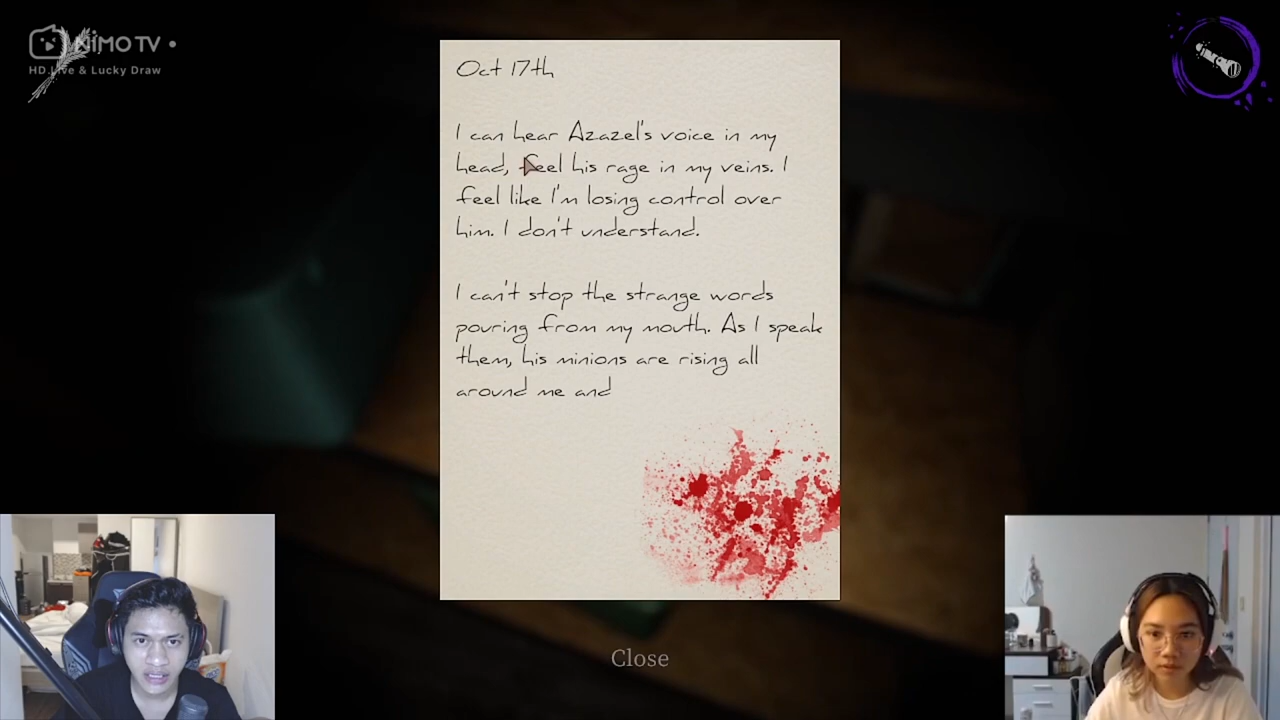 NIMO TV
HD Live & Lucky Draw
Oct 17th
I can hear Azazel's voice in my
head, feel his rage in my veins. I
feel like I'm losing control over
him. I don't understand.
I can't stop the strange words
pouring from my mouth. As I speak
them, his minions are rising all
around me and
Close